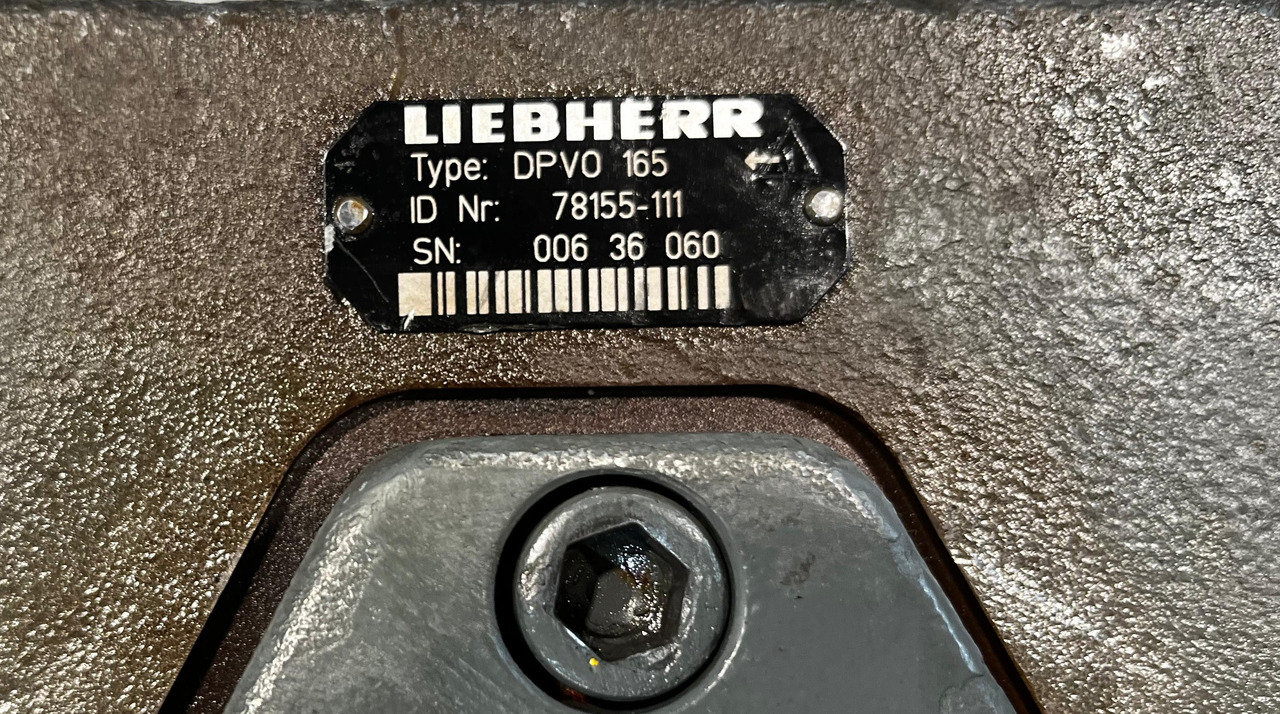 LIEBHERR
Type: DPVO 165
ID Nr: 78155-111
SN: 006 36 060